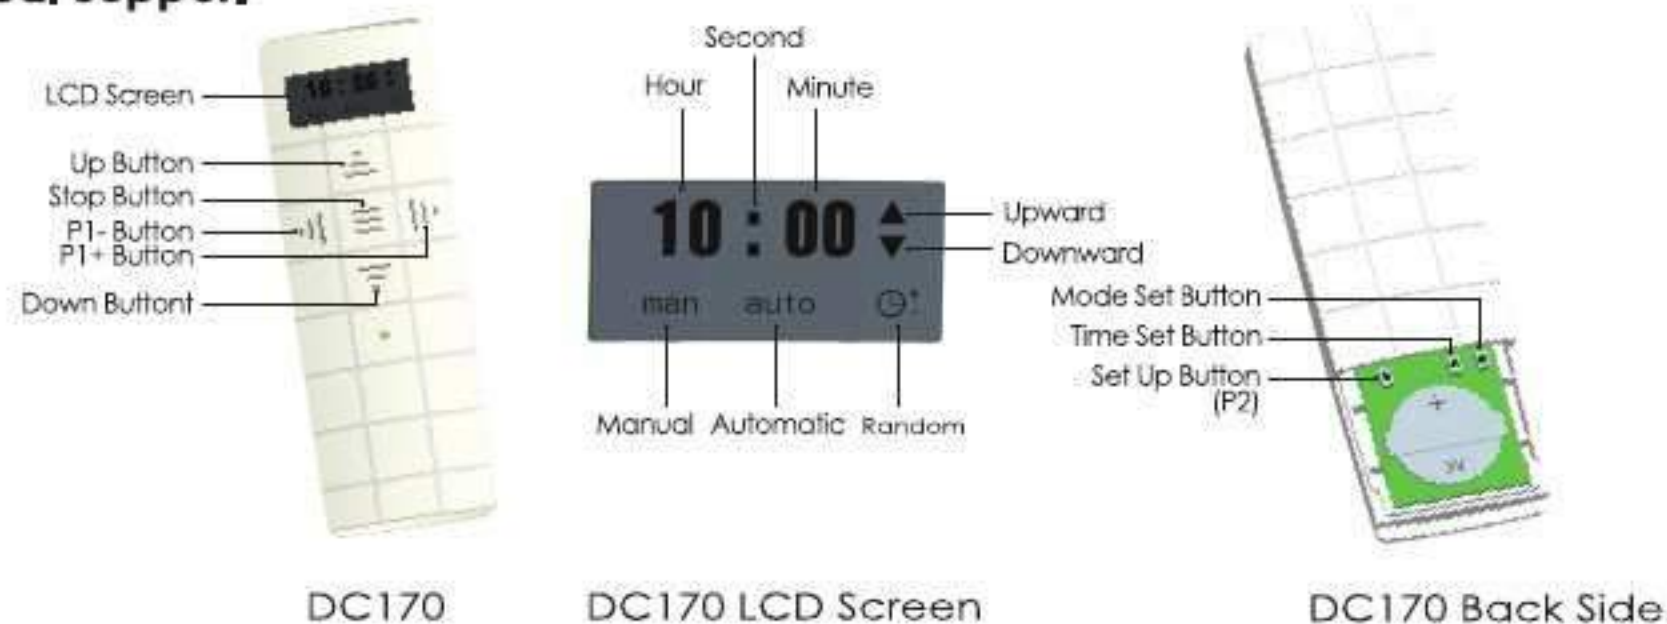 LCD Screen
Up Button
Stop Button
P1- Button
P1+ Button
Down Buttont
DC170
Second
Hour
Minute
10 : 00
Upward
Downward
man auto
Manual Automatic Random
DC170 LCD Screen
Mode Set Button
Time Set Button
Set Up Button
(P2)
+
3V
DC170 Back Side